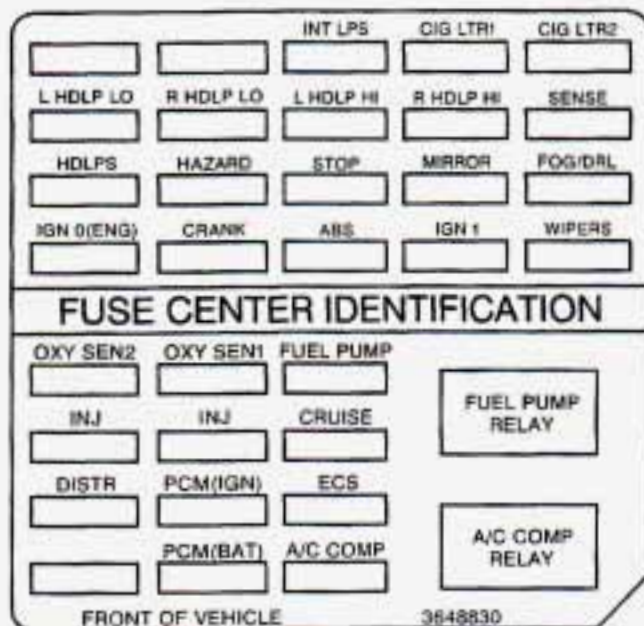 INT LPS CIG LTR1 CIG LTR2
L HDLP LO R HDLP LO L HDLP HI R HDLP HI SENSE
HDLPS HAZARD STOP MIRROR FOG/DRL
IGN 0(ENG) CRANK ABS IGN 1 WIPERS
FUSE CENTER IDENTIFICATION
OXY SEN2 OXY SEN1 FUEL PUMP
FUEL PUMP
RELAY
INJ INJ CRUISE
DISTR PCM(IGN) ECS
A/C COMP
RELAY
PCM(BAT) A/C COMP
FRONT OF VEHICLE 3648830